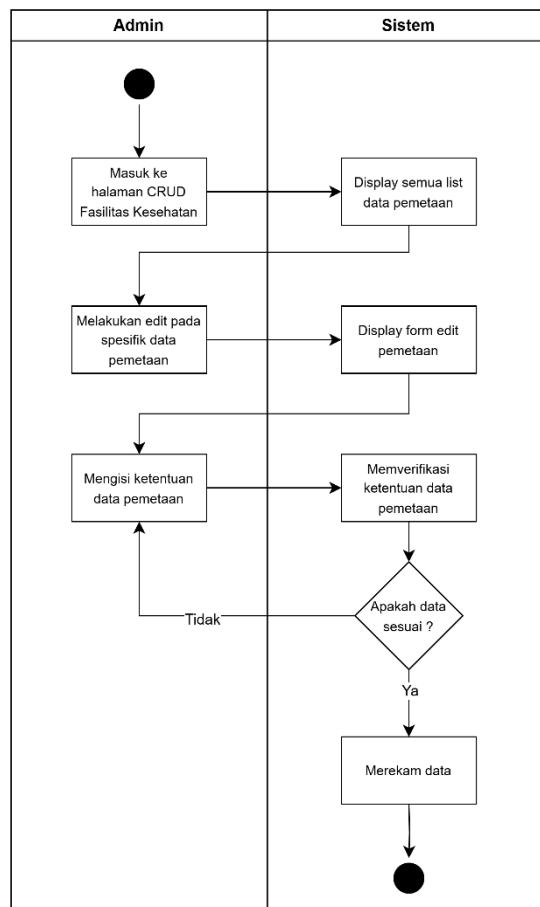 Admin
Sistem
Masuk ke
halaman CRUD
Fasilitas Kesehatan
Display semua list
data pemetaan
Melakukan edit pada
spesifik data
pemetaan
Display form edit
pemetaan
Mengisi ketentuan
data pemetaan
Memverifikasi
ketentuan data
pemetaan
Apakah data
sesuai ?
Tidak
Ya
Merekam data